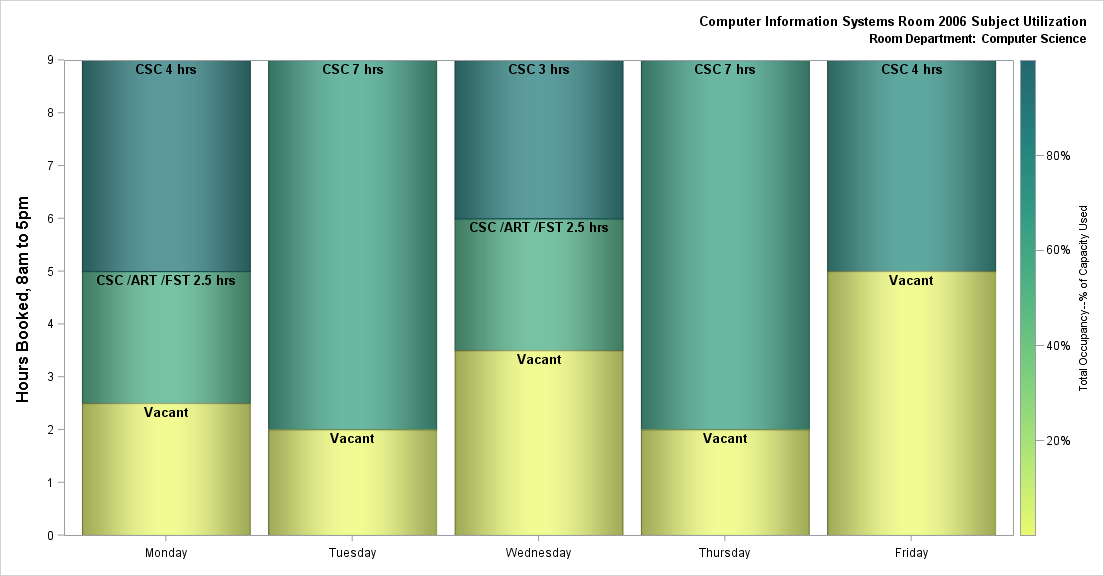 Computer Information Systems Room 2006 Subject Utilization
Room Department: Computer Science
Hours Booked, 8am to 5pm
9
8
7
6
5
4
3
2
1
0
CSC 4 hrs
CSC /ART /FST 2.5 hrs
Vacant
CSC 7 hrs
Vacant
CSC 3 hrs
CSC /ART /FST 2.5 hrs
Vacant
CSC 7 hrs
Vacant
CSC 4 hrs
Vacant
Monday
Tuesday
Wednesday
Thursday
Friday
80%
60%
40%
20%
Total Occupancy--% of Capacity Used